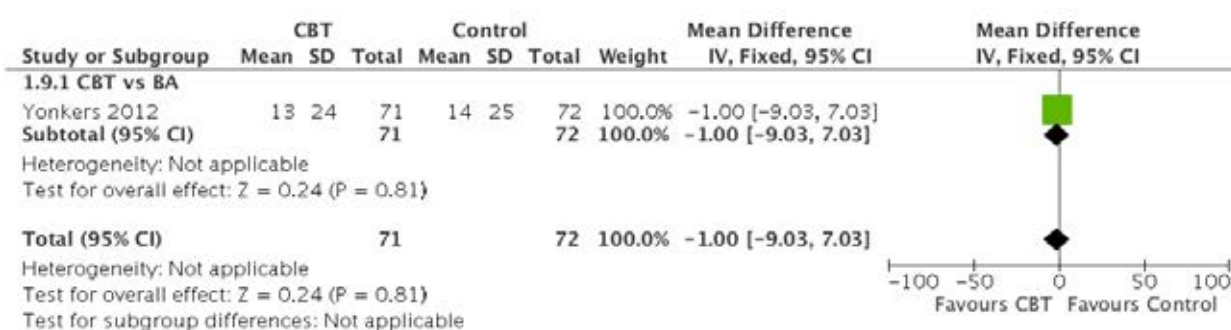 CBT Control Mean Difference Mean Difference
Study or Subgroup Mean SD Total Mean SD Total Weight IV, Fixed, 95% CI IV, Fixed, 95% CI
1.9.1 CBT vs BA
Yonkers 2012 13 24 71 14 25 72 100.0% -1.00 [-9.03, 7.03]
Subtotal (95% CI) 71 72 100.0% -1.00 [-9.03, 7.03]
Heterogeneity: Not applicable
Test for overall effect: Z = 0.24 (P = 0.81)
Total (95% CI) 71 72 100.0% -1.00 [-9.03, 7.03]
Heterogeneity: Not applicable
Test for overall effect: Z = 0.24 (P = 0.81)
Test for subgroup differences: Not applicable
-100 -50 0 50 100
Favours CBT Favours Control